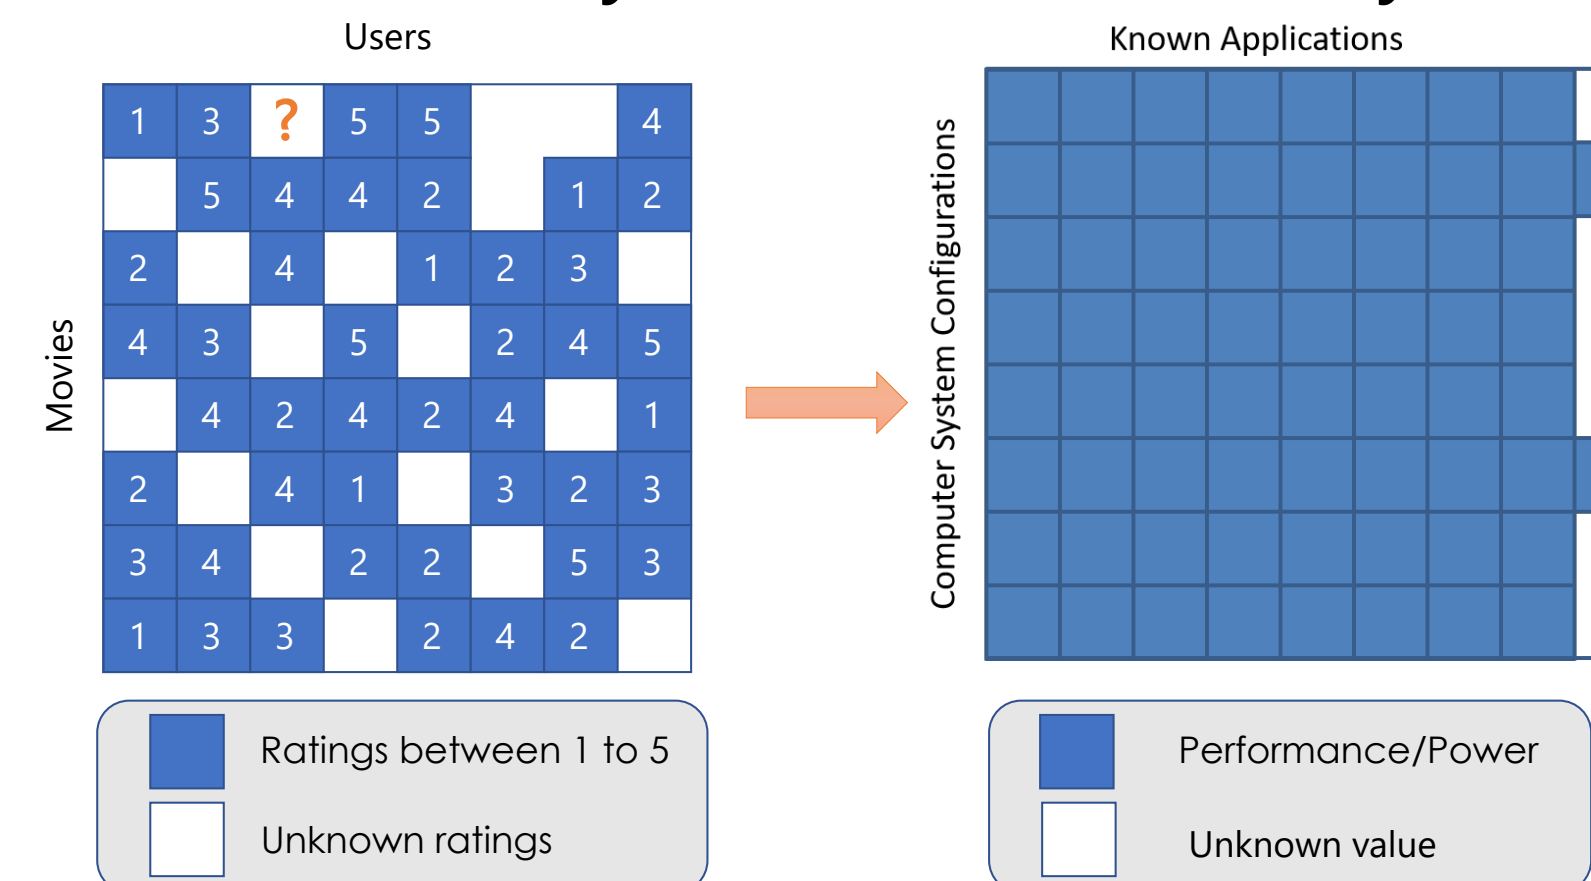 Users
Known Applications
1 3 ? 5 5 4
5 4 4 2 1 2
2 4 1 2 3
4 3 5 2 4 5
4 2 4 2 4 1
2 4 1 3 2 3
3 4 2 2 5 3
1 3 3 2 4 2
Movies
Computer System Configurations
Ratings between 1 to 5
Unknown ratings
Performance/Power
Unknown value